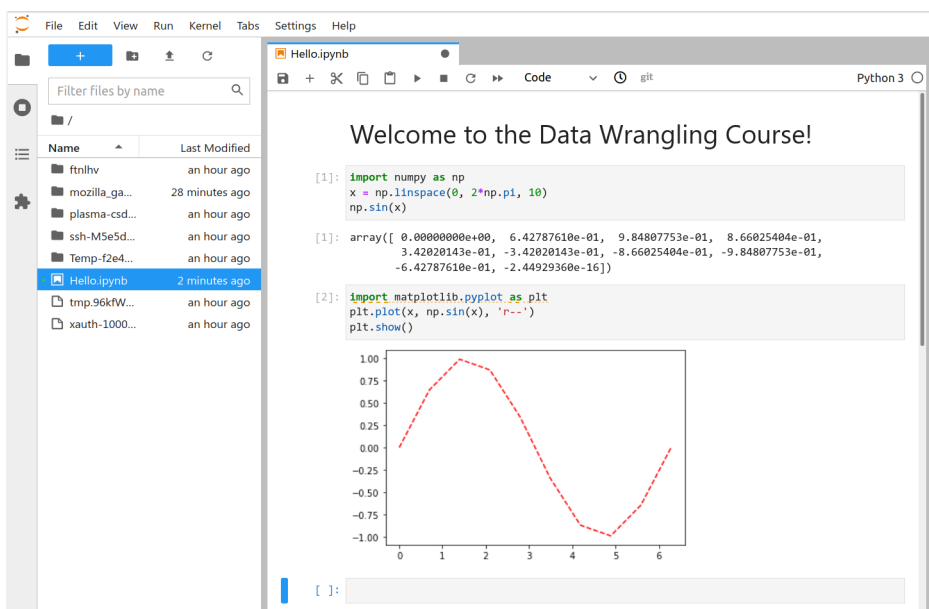 File Edit View Run Kernel Tabs Settings Help
+
Filter files by name
/
Name Last Modified
ftnlhv an hour ago
mozilla_ga... 28 minutes ago
plasma-csd... an hour ago
ssh-M5e5d... an hour ago
Temp-f2e4... an hour ago
Hello.ipynb 2 minutes ago
tmp.96kfW... an hour ago
xauth-1000... an hour ago
Hello.ipynb
+ Code git Python 3
Welcome to the Data Wrangling Course!
[1]: import numpy as np
x = np.linspace(0, 2*np.pi, 10)
np.sin(x)
[1]: array([ 0.00000000e+00, 6.42787610e-01, 9.84807753e-01, 8.66025404e-01,
3.42020143e-01, -3.42020143e-01, -8.66025404e-01, -9.84807753e-01,
-6.42787610e-01, -2.44929360e-16])
[2]: import matplotlib.pyplot as plt
plt.plot(x, np.sin(x), 'r--')
plt.show()
1.00
0.75
0.50
0.25
0.00
−0.25
−0.50
−0.75
−1.00
0 1 2 3 4 5 6
[ ]: